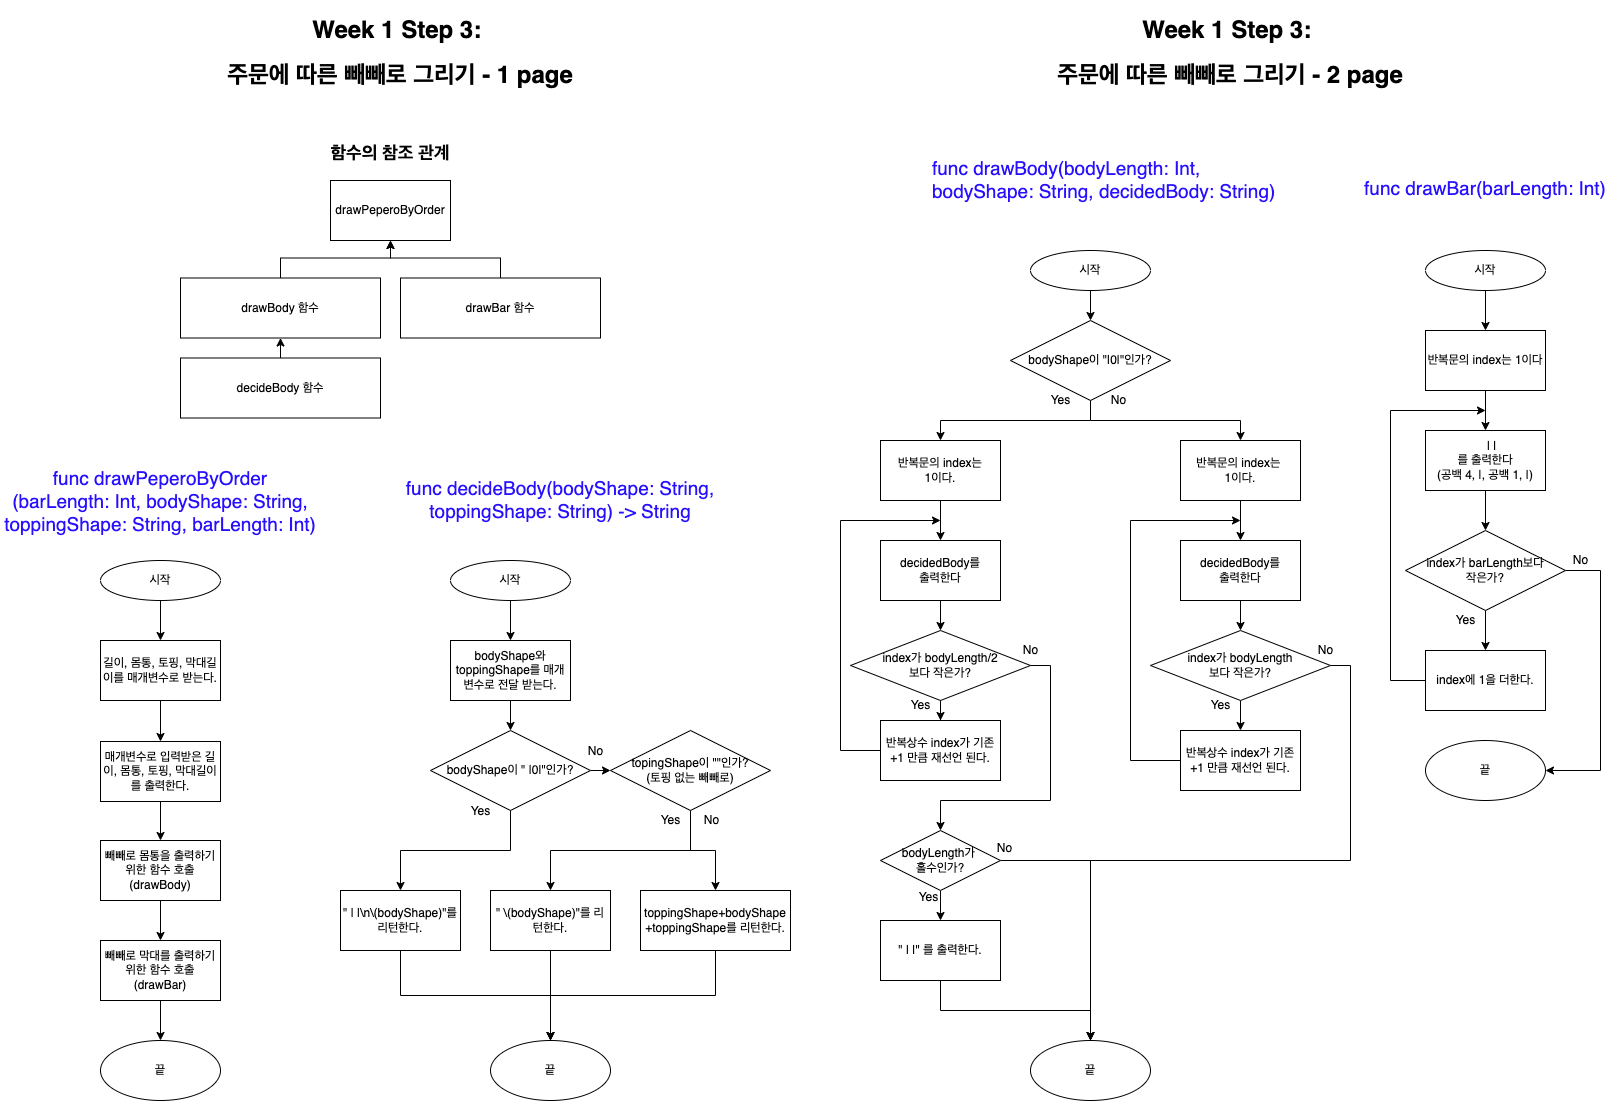 Week 1 Step 3:
주문에 따른 빼빼로 그리기 - 1 page
함수의 참조 관계
drawPeperoByOrder
drawBody 함수
drawBar 함수
decideBody 함수
func drawPeperoByOrder
(barLength: Int, bodyShape: String,
toppingShape: String, barLength: Int)
시작
길이, 몸통, 토핑, 막대길
이를 매개변수로 받는다.
매개변수로 입력받은 길
이, 몸통, 토핑, 막대길이
를 출력한다.
빼빼로 몸통을 출력하기
위한 함수 호출
(drawBody)
빼빼로 막대를 출력하기
위한 함수 호출
(drawBar)
끝
func decideBody(bodyShape: String,
toppingShape: String) -> String
시작
bodyShape와
toppingShape를 매개
변수로 전달 받는다.
bodyShape이 " l0l"인가?
No
topingShape이 ""인가?
(토핑 없는 빼빼로)
Yes
Yes
No
" l l\n\(bodyShape)"를
리턴한다.
" \(bodyShape)"를 리
턴한다.
toppingShape+bodyShape
+toppingShape를 리턴한다.
끝
Week 1 Step 3:
주문에 따른 빼빼로 그리기 - 2 page
func drawBody(bodyLength: Int,
bodyShape: String, decidedBody: String)
시작
bodyShape이 "l0l"인가?
Yes
No
반복문의 index는
1이다.
반복문의 index는
1이다.
decidedBody를
출력한다
decidedBody를
출력한다
index가 bodyLength/2
보다 작은가?
No
index가 bodyLength
보다 작은가?
No
Yes
Yes
반복상수 index가 기존
+1 만큼 재선언 된다.
반복상수 index가 기존
+1 만큼 재선언 된다.
bodyLength가
홀수인가?
No
Yes
" l l" 를 출력한다.
끝
func drawBar(barLength: Int)
시작
반복문의 index는 1이다
l l
를 출력한다
(공백 4, l, 공백 1, l)
index가 barLength보다
작은가?
No
Yes
index에 1을 더한다.
끝